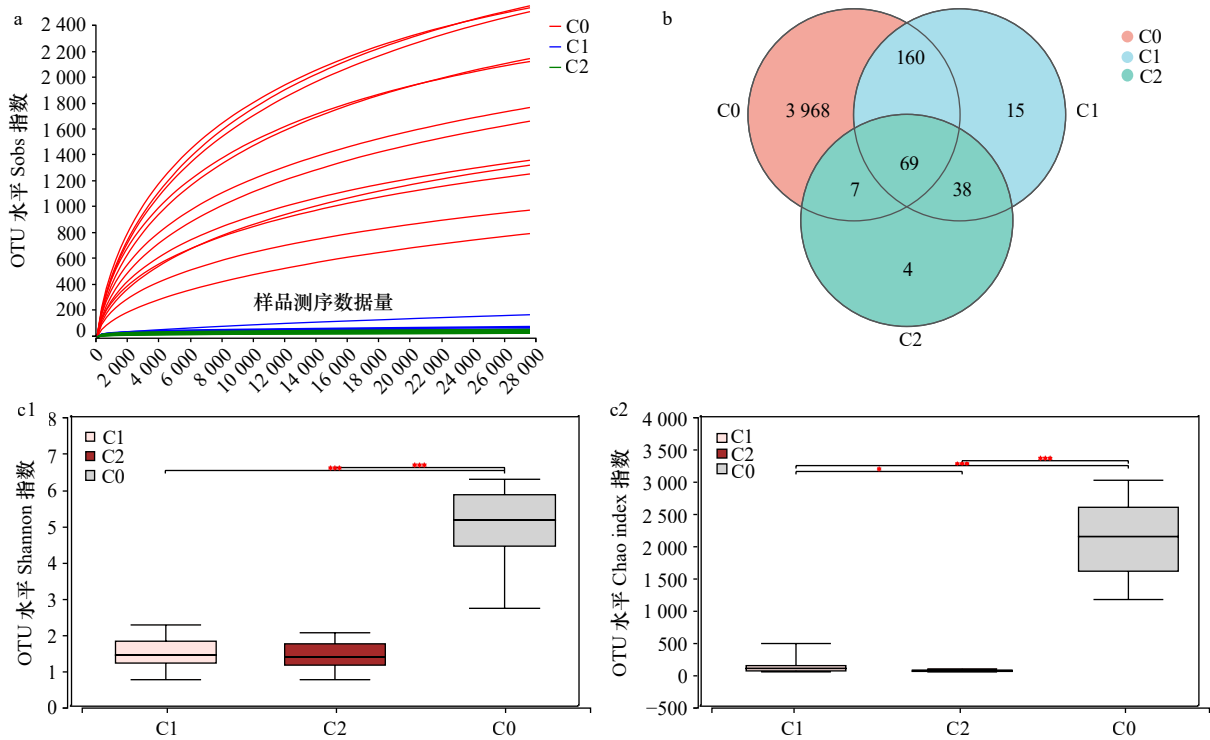 a
2 400
2 200
2 000
1 800
1 600
1 400
1 200
1 000
800
600
400
200
0
OTU 水平 Sobs 指数
C0
C1
C2
样品测序数据量
0
2 000
4 000
6 000
8 000
10 000
12 000
14 000
16 000
18 000
20 000
22 000
24 000
26 000
28 000
b
C0
C1
C2
160
C0
3 968
15
C1
69
7
38
4
C2
c1
8
7
6
5
4
3
2
1
0
OTU 水平 Shannon 指数
C1
C2
C0
***
***
C1
C2
C0
c2
4 000
3 500
3 000
2 500
2 000
1 500
1 000
500
0
−500
OTU 水平 Chao index 指数
C1
C2
C0
***
***
*
C1
C2
C0